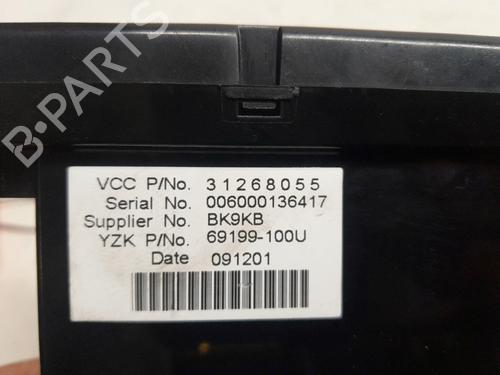 B-PARTS
VCC P/No. 31268055
Serial No. 006000136417
Supplier No. BK9KB
YZK P/No. 69199-100U
Date 091201